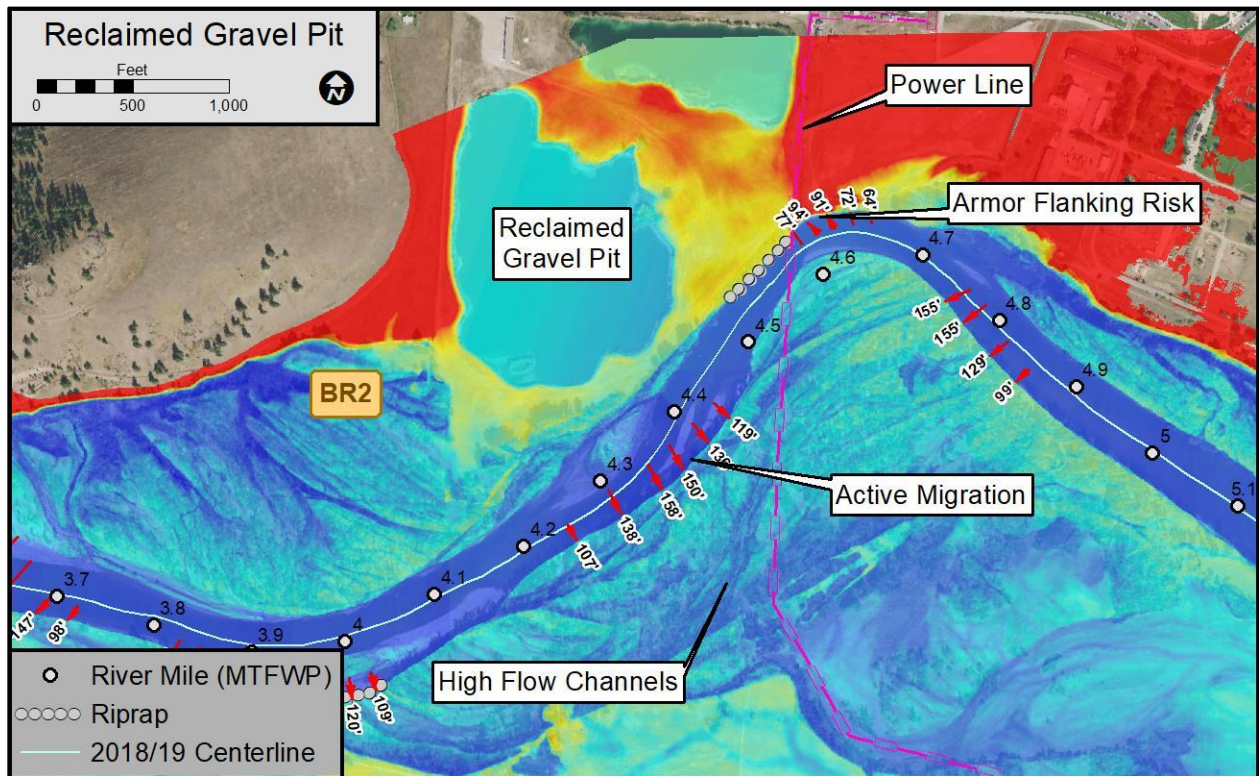 Reclaimed Gravel Pit
Feet
0 500 1,000
N
Power Line
Armor Flanking Risk
77'
94'
91'
72'
64'
Reclaimed
Gravel Pit
4.7
4.6
155'
155'
4.8
129'
99'
4.9
4.5
BR2
4.4
119'
5
150'
Active Migration
4.3
158'
5.1
138'
4.2
107'
4.1
3.7
147'
98'
3.8
3.9
4
High Flow Channels
120'
109'
River Mile (MTFWP)
Riprap
2018/19 Centerline